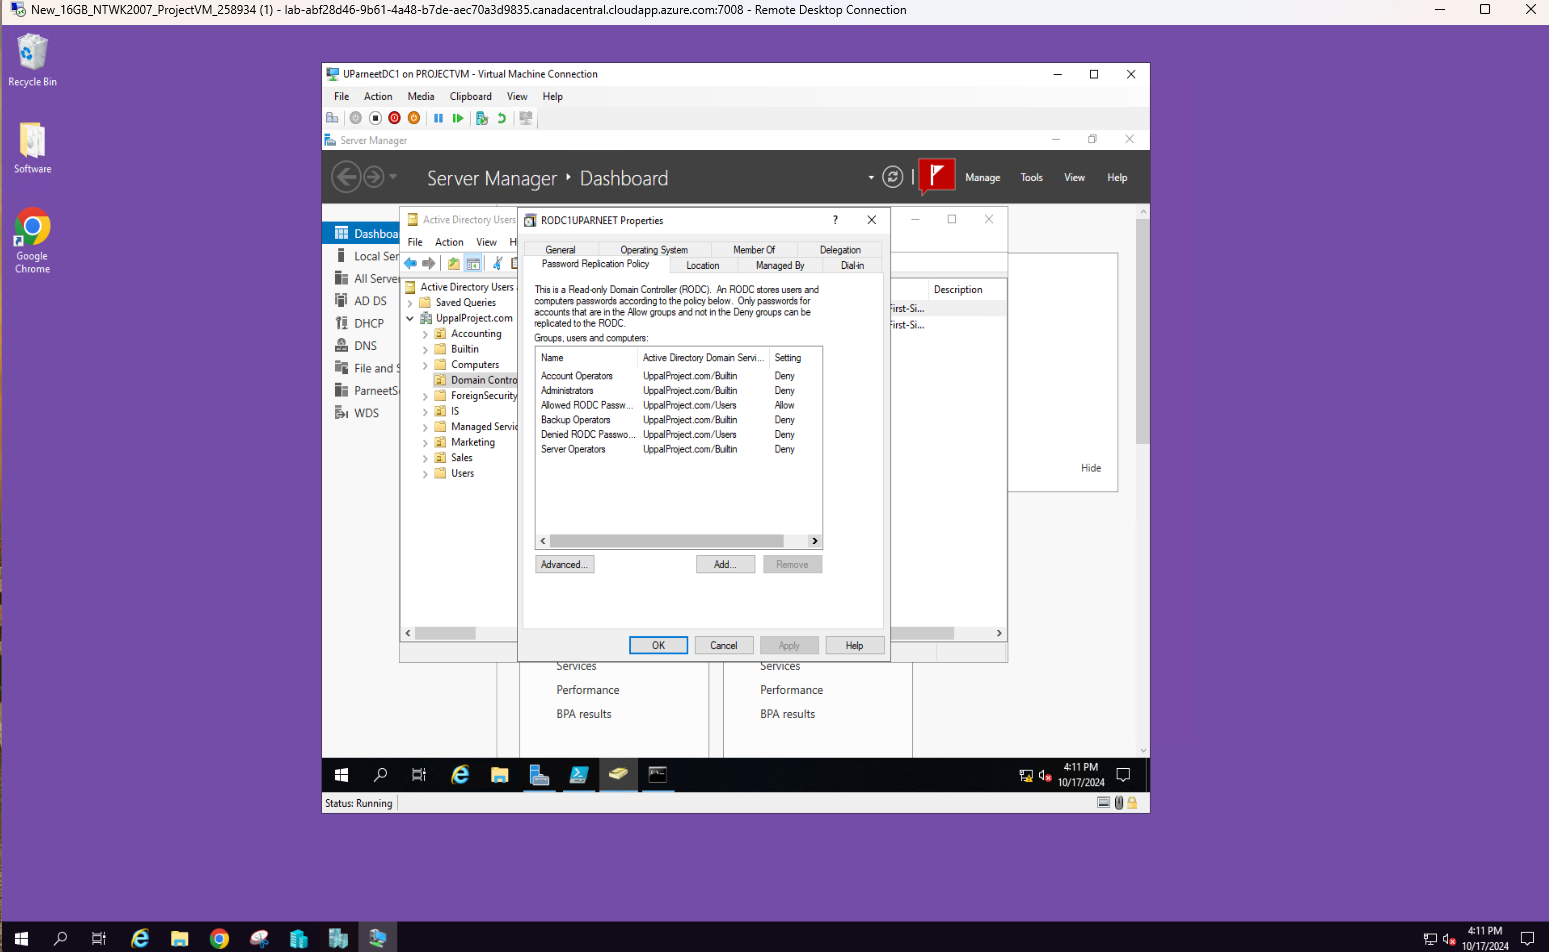 New_16GB_NTWK2007_ProjectVM_258934 (1) - lab-abf28d46-9b61-4a48-b7de-aec70a3d9835.canadacentral.cloudapp.azure.com:7008 - Remote Desktop Connection
Recycle Bin
Software
Google
Chrome
UParneetDC1 on PROJECTVM - Virtual Machine Connection
File Action Media Clipboard View Help
Server Manager
Server Manager ‣ Dashboard
Manage Tools View Help
Dashboa
Local Ser
All Server
AD DS
DHCP
DNS
File and S
ParneetSe
WDS
Active Directory Users
File Action View H
Active Directory Users
Saved Queries
UppalProject.com
Accounting
Builtin
Computers
Domain Contro
ForeignSecurity
IS
Managed Servic
Marketing
Sales
Users
RODC1UPARNEET Properties
General Operating System Member Of Delegation
Password Replication Policy Location Managed By Dial-in
This is a Read-only Domain Controller (RODC). An RODC stores users and
computers passwords according to the policy below. Only passwords for
accounts that are in the Allow groups and not in the Deny groups can be
replicated to the RODC.
Groups, users and computers:
Name Active Directory Domain Servi... Setting
Account Operators UppalProject.com/Builtin Deny
Administrators UppalProject.com/Builtin Deny
Allowed RODC Passw... UppalProject.com/Users Allow
Backup Operators UppalProject.com/Builtin Deny
Denied RODC Passwo... UppalProject.com/Users Deny
Server Operators UppalProject.com/Builtin Deny
Advanced... Add... Remove
OK Cancel Apply Help
Description
First-Si...
First-Si...
Hide
Services
Performance
BPA results
Services
Performance
BPA results
4:11 PM
10/17/2024
Status: Running
4:11 PM
10/17/2024